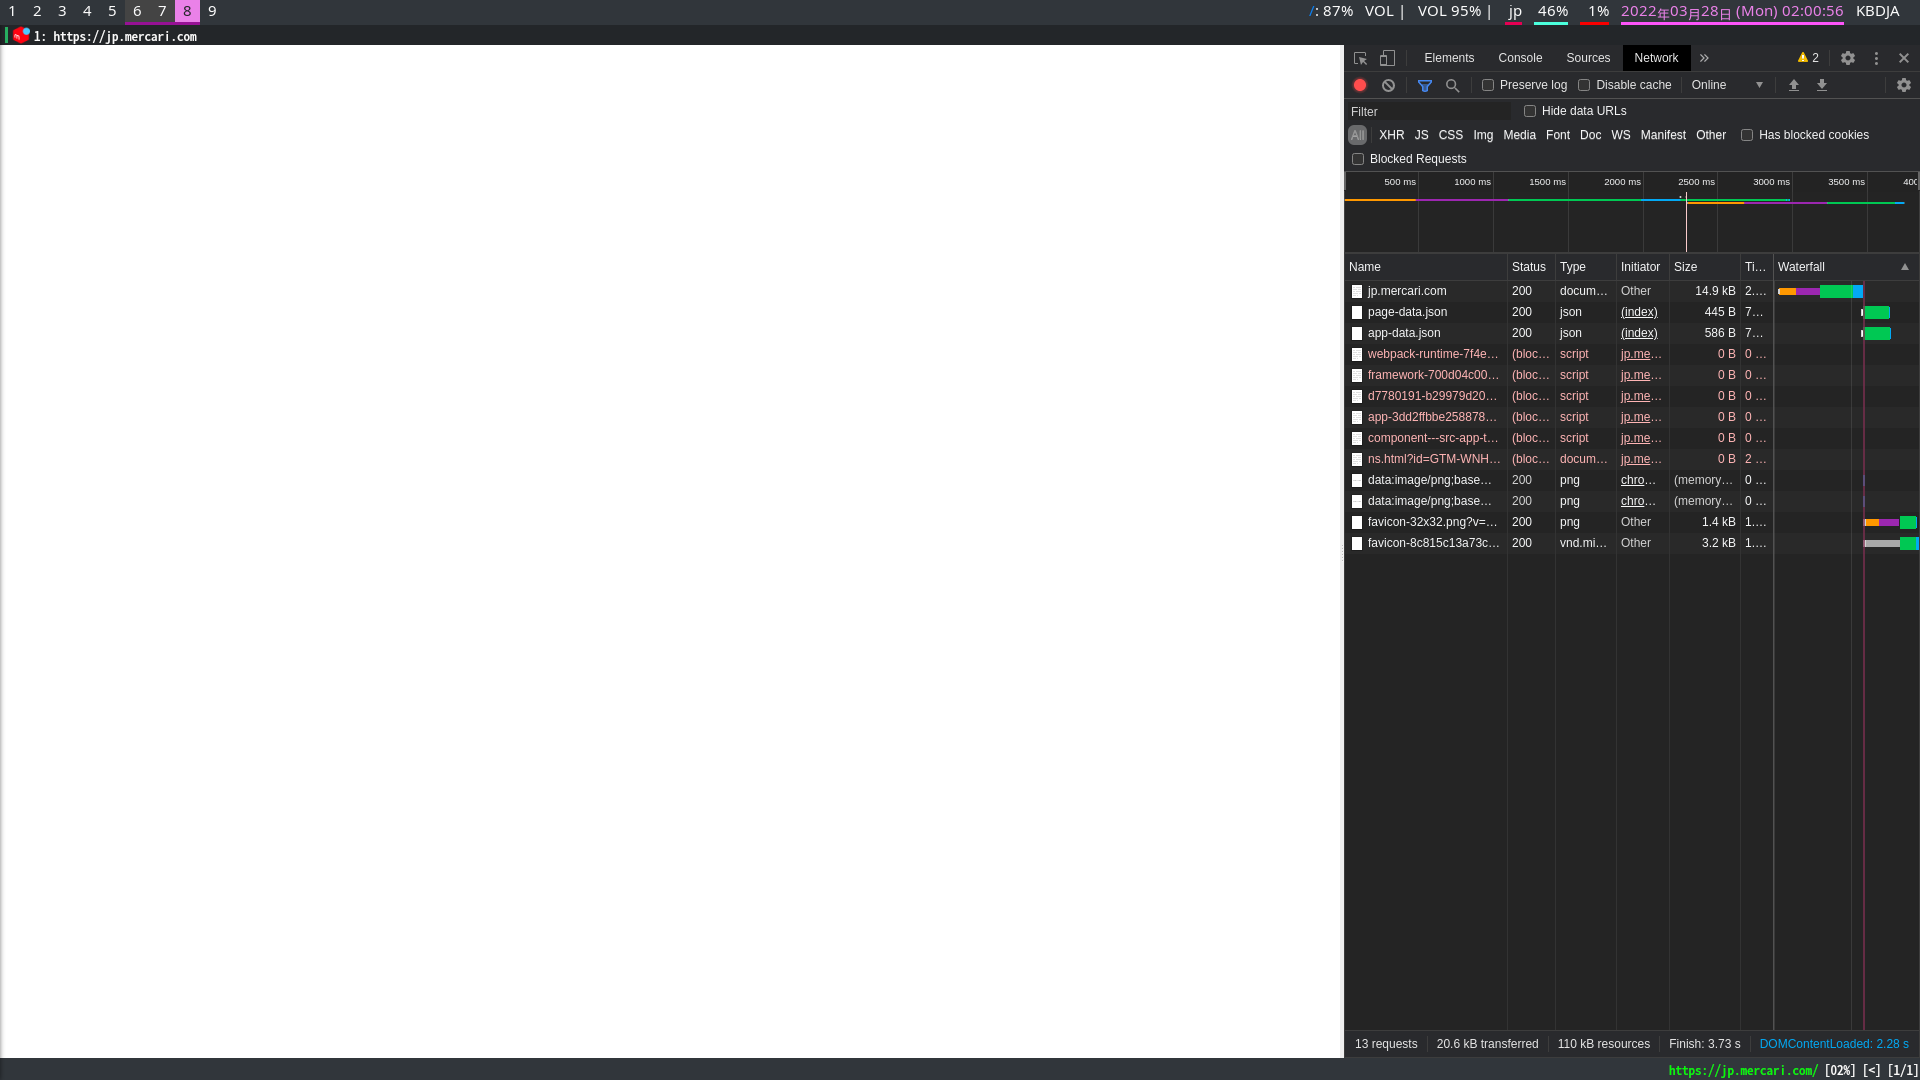 1 2 3 4 5 6 7 8 9 /: 87% VOL | VOL 95% | jp 46% 1% 2022年03月28日 (Mon) 02:00:56 KBDJA
1: https://jp.mercari.com
Elements Console Sources Network » 2
Preserve log Disable cache Online
Filter Hide data URLs
All XHR JS CSS Img Media Font Doc WS Manifest Other Has blocked cookies
Blocked Requests
500 ms 1000 ms 1500 ms 2000 ms 2500 ms 3000 ms 3500 ms 400
Name Status Type Initiator Size Ti… Waterfall
jp.mercari.com 200 docum… Other 14.9 kB 2.…
page-data.json 200 json (index) 445 B 7…
app-data.json 200 json (index) 586 B 7…
webpack-runtime-7f4e… (bloc… script jp.me… 0 B 0 …
framework-700d04c00… (bloc… script jp.me… 0 B 0 …
d7780191-b29979d20… (bloc… script jp.me… 0 B 0 …
app-3dd2ffbbe258878… (bloc… script jp.me… 0 B 0 …
component---src-app-t… (bloc… script jp.me… 0 B 0 …
ns.html?id=GTM-WNH… (bloc… docum… jp.me… 0 B 2 …
data:image/png;base… 200 png chro… (memory… 0 …
data:image/png;base… 200 png chro… (memory… 0 …
favicon-32x32.png?v=… 200 png Other 1.4 kB 1.…
favicon-8c815c13a73c… 200 vnd.mi… Other 3.2 kB 1.…
13 requests 20.6 kB transferred 110 kB resources Finish: 3.73 s DOMContentLoaded: 2.28 s
https://jp.mercari.com/ [02%] [<] [1/1]